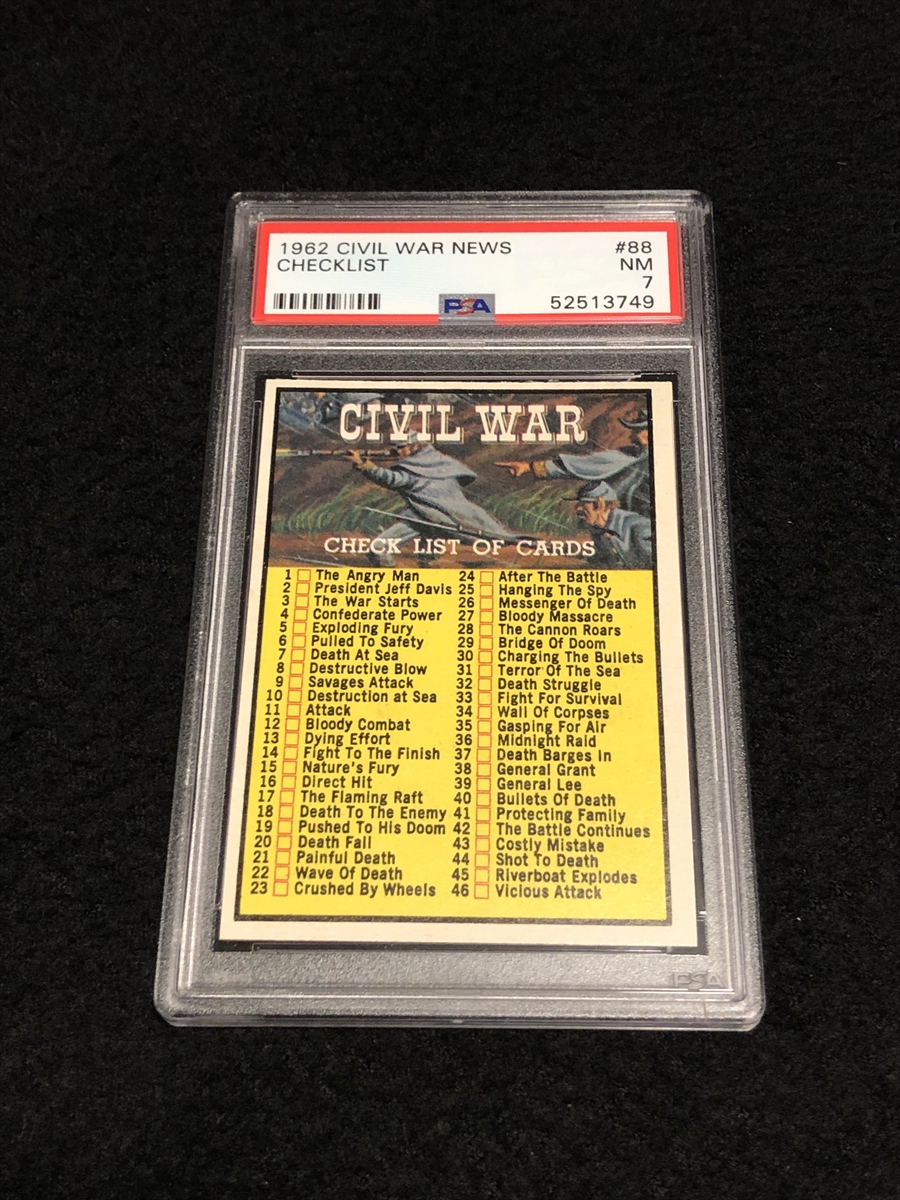 1962 CIVIL WAR NEWS #88
CHECKLIST NM
7
PSA 52513749
CIVIL WAR
CHECK LIST OF CARDS
1 The Angry Man 24 After The Battle
2 President Jeff Davis 25 Hanging The Spy
3 The War Starts 26 Messenger Of Death
4 Confederate Power 27 Bloody Massacre
5 Exploding Fury 28 The Cannon Roars
6 Pulled To Safety 29 Bridge Of Doom
7 Death At Sea 30 Charging The Bullets
8 Destructive Blow 31 Terror Of The Sea
9 Savages Attack 32 Death Struggle
10 Destruction at Sea 33 Fight For Survival
11 Attack 34 Wall Of Corpses
12 Bloody Combat 35 Gasping For Air
13 Dying Effort 36 Midnight Raid
14 Fight To The Finish 37 Death Barges In
15 Nature's Fury 38 General Grant
16 Direct Hit 39 General Lee
17 The Flaming Raft 40 Bullets Of Death
18 Death To The Enemy 41 Protecting Family
19 Pushed To His Doom 42 The Battle Continues
20 Death Fall 43 Costly Mistake
21 Painful Death 44 Shot To Death
22 Wave Of Death 45 Riverboat Explodes
23 Crushed By Wheels 46 Vicious Attack
PSA